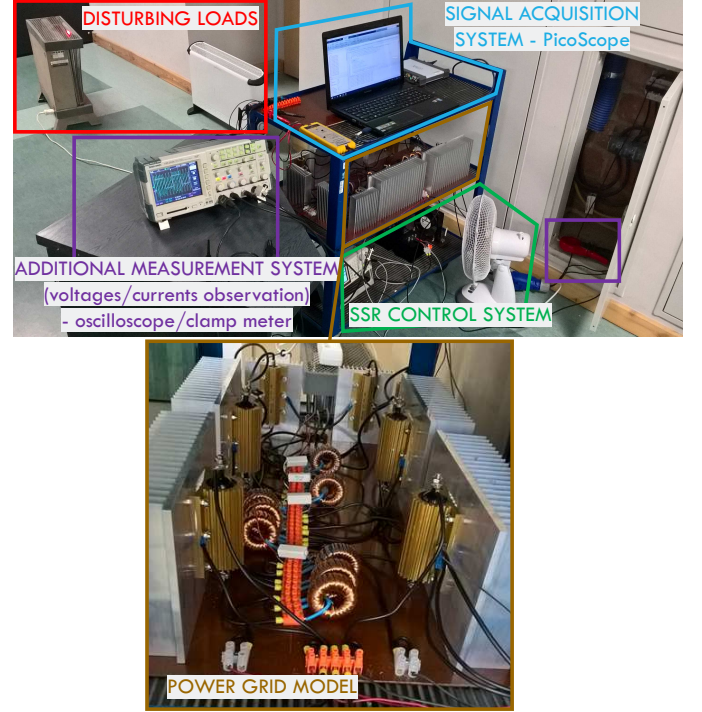 DISTURBING LOADS
SIGNAL ACQUISITION
SYSTEM - PicoScope
ADDITIONAL MEASUREMENT SYSTEM
(voltages/currents observation)
- oscilloscope/clamp meter
SSR CONTROL SYSTEM
POWER GRID MODEL